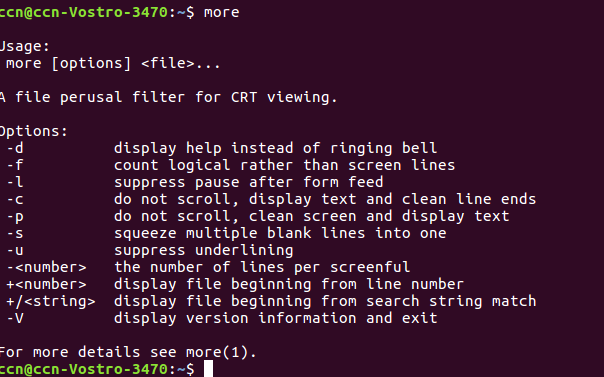 ccn@ccn-Vostro-3470:~$ more
Usage:
more [options] <file>...
A file perusal filter for CRT viewing.
Options:
-d display help instead of ringing bell
-f count logical rather than screen lines
-l suppress pause after form feed
-c do not scroll, display text and clean line ends
-p do not scroll, clean screen and display text
-s squeeze multiple blank lines into one
-u suppress underlining
-<number> the number of lines per screenful
+<number> display file beginning from line number
+/<string> display file beginning from search string match
-V display version information and exit
For more details see more(1).
ccn@ccn-Vostro-3470:~$